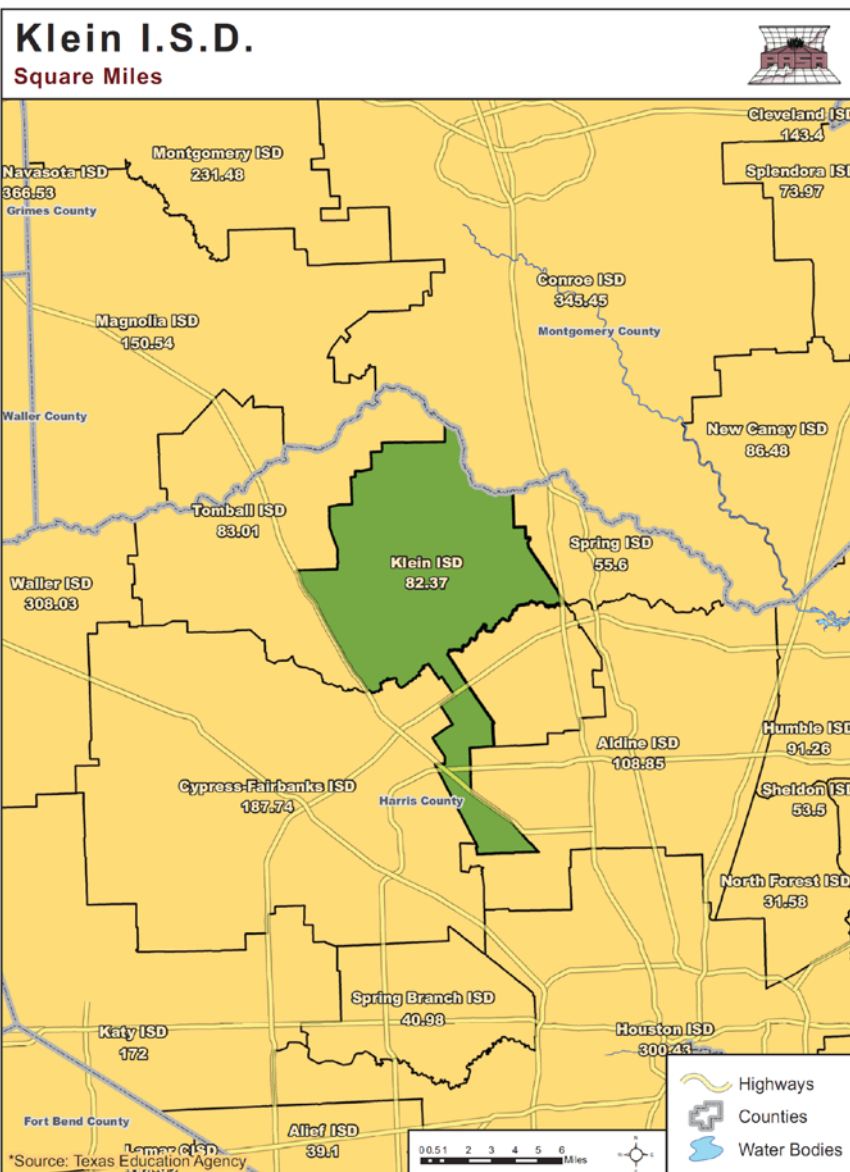 Klein I.S.D.
Square Miles
PASA
Cleveland ISD
143.4
Montgomery ISD
231.48
Navasota ISD
366.53
Splendora ISD
73.97
Grimes County
Conroe ISD
345.45
Montgomery County
Magnolia ISD
150.54
Waller County
New Caney ISD
86.48
Tomball ISD
83.01
Spring ISD
55.6
Klein ISD
82.37
Waller ISD
308.03
Humble ISD
91.26
Aldine ISD
108.85
Cypress-Fairbanks ISD
187.74
Harris County
Sheldon ISD
53.5
North Forest ISD
31.58
Spring Branch ISD
40.98
Katy ISD
172
Houston ISD
300.43
Fort Bend County
Alief ISD
39.1
Lamar CISD
*Source: Texas Education Agency
0 0.5 1 2 3 4 5 6
Miles
N
W E
S
Highways
Counties
Water Bodies